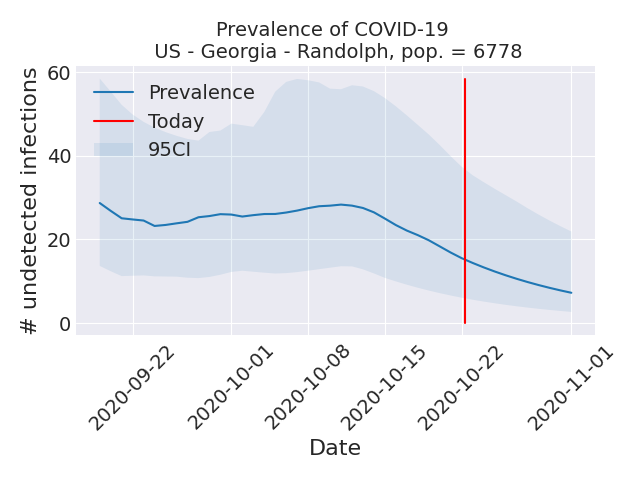 Prevalence of COVID-19
US - Georgia - Randolph, pop. = 6778
# undetected infections
60
40
20
0
Prevalence
Today
95CI
2020-09-22
2020-10-01
2020-10-08
2020-10-15
2020-10-22
2020-11-01
Date